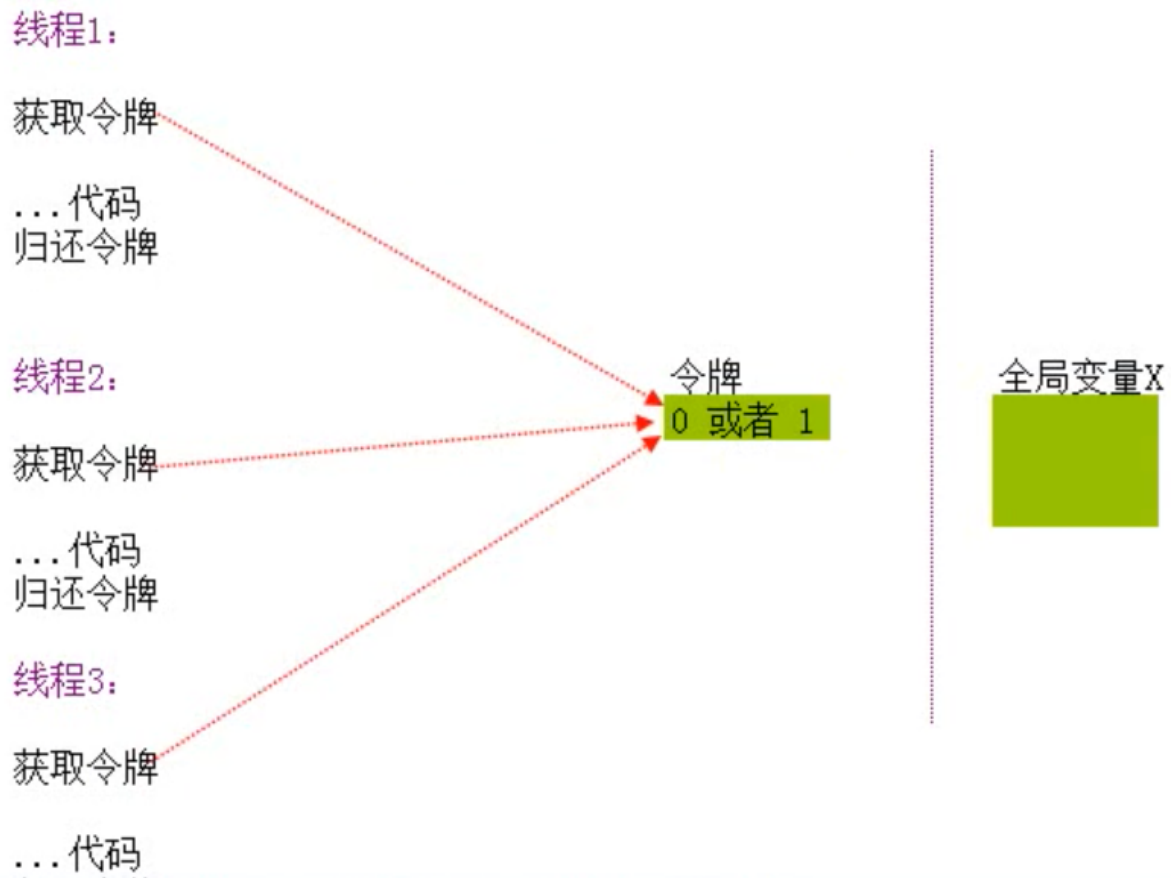 线程1：
获取令牌
...代码
归还令牌
线程2：
获取令牌
...代码
归还令牌
线程3：
获取令牌
...代码
令牌
0 或者 1
全局变量X